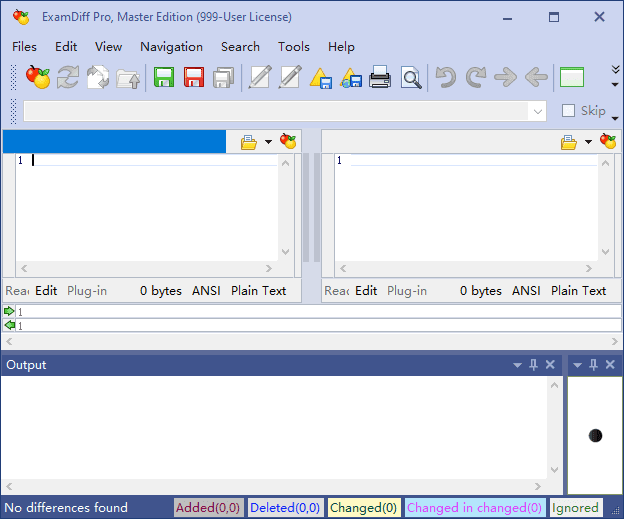 ExamDiff Pro, Master Edition (999-User License)
Files Edit View Navigation Search Tools Help
Skip
1 1
Reac Edit Plug-in 0 bytes ANSI Plain Text Reac Edit Plug-in 0 bytes ANSI Plain Text
1
1
Output
No differences found Added(0,0) Deleted(0,0) Changed(0) Changed in changed(0) Ignored